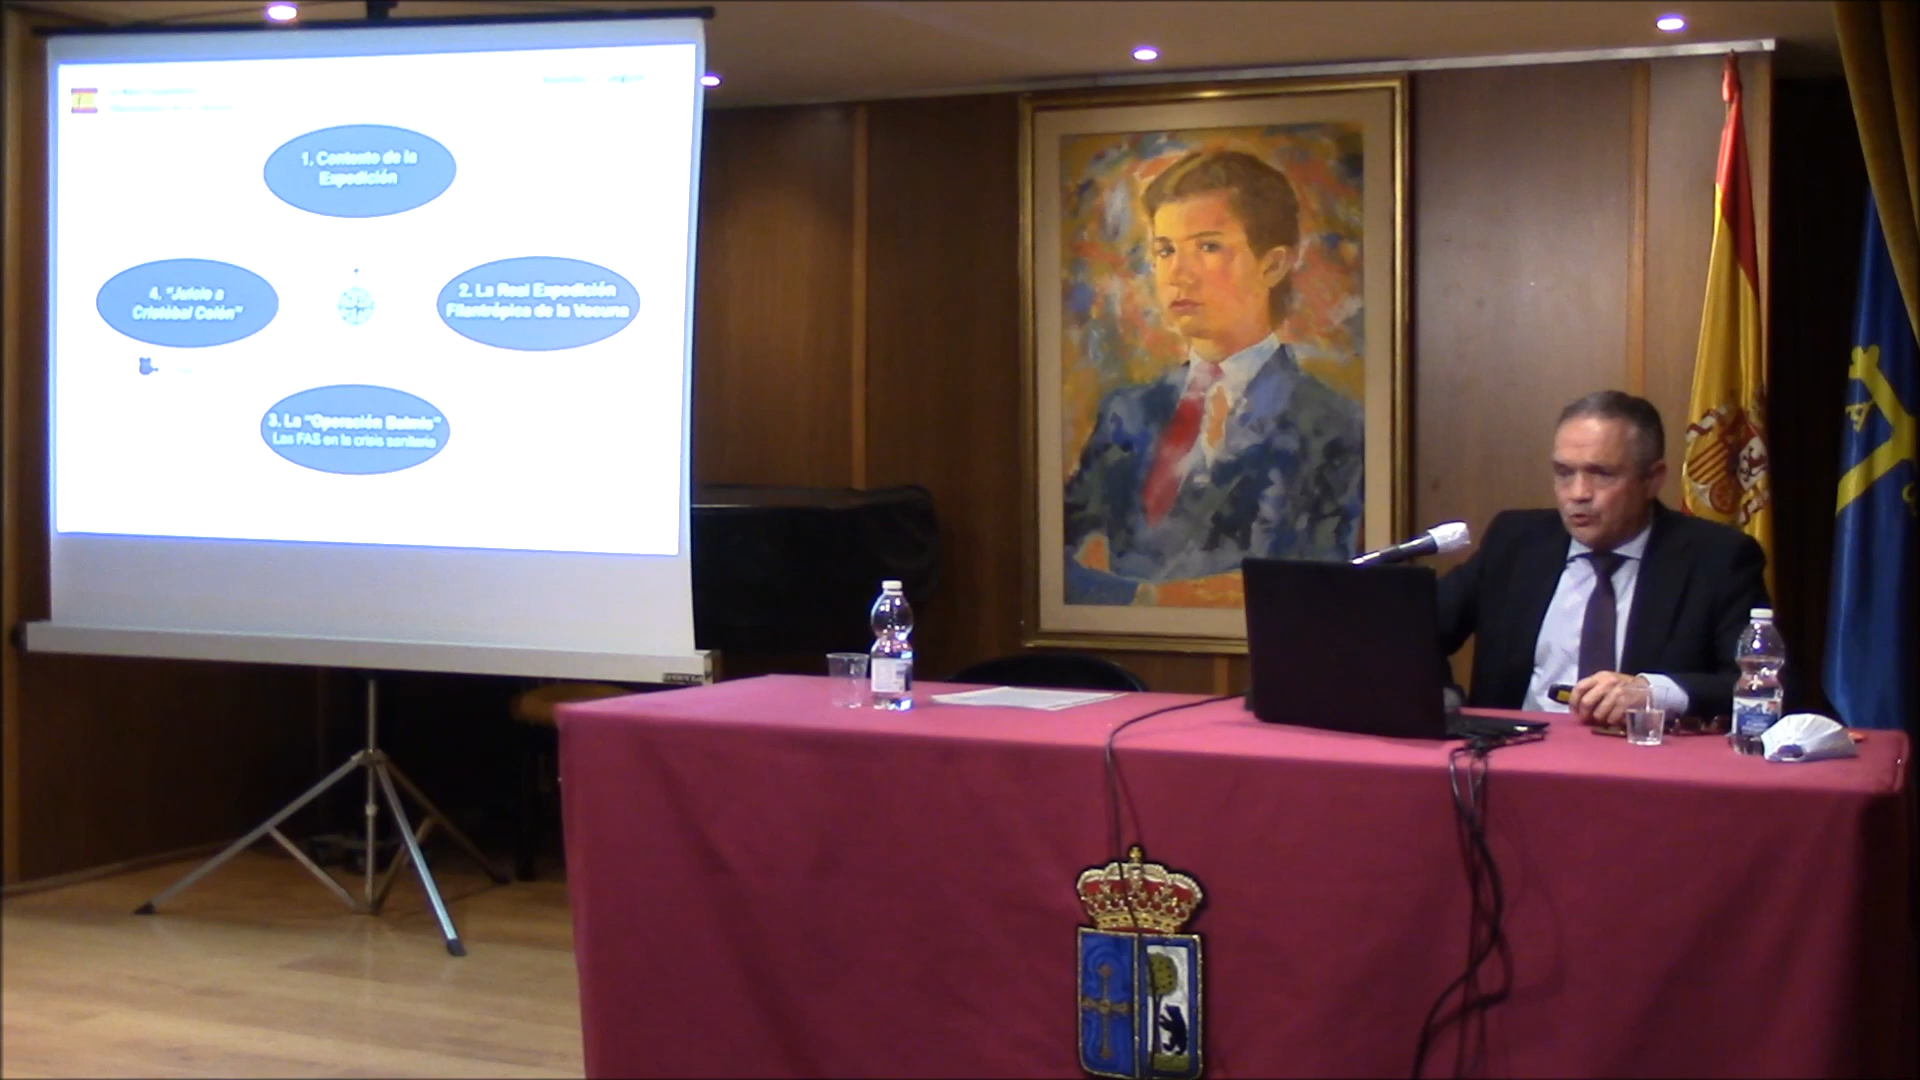 1. Contexto de la
Expedición
2. La Real Expedición
Filantrópica de la Vacuna
3. La "Operación Balmis"
Las FAS en la crisis sanitaria
4. "Juicio a
Cristóbal Colón"